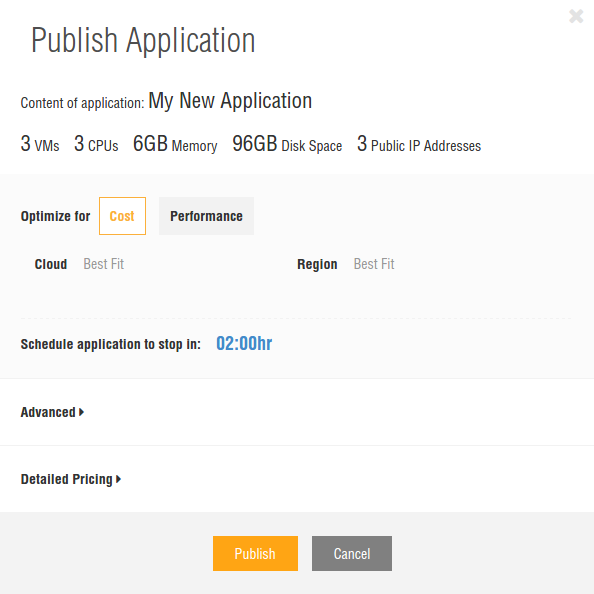 Publish Application
Content of application: My New Application
3 VMs 3 CPUs 6GB Memory 96GB Disk Space 3 Public IP Addresses
Optimize for Cost Performance
Cloud Best Fit Region Best Fit
Schedule application to stop in: 02:00hr
Advanced
Detailed Pricing
Publish Cancel